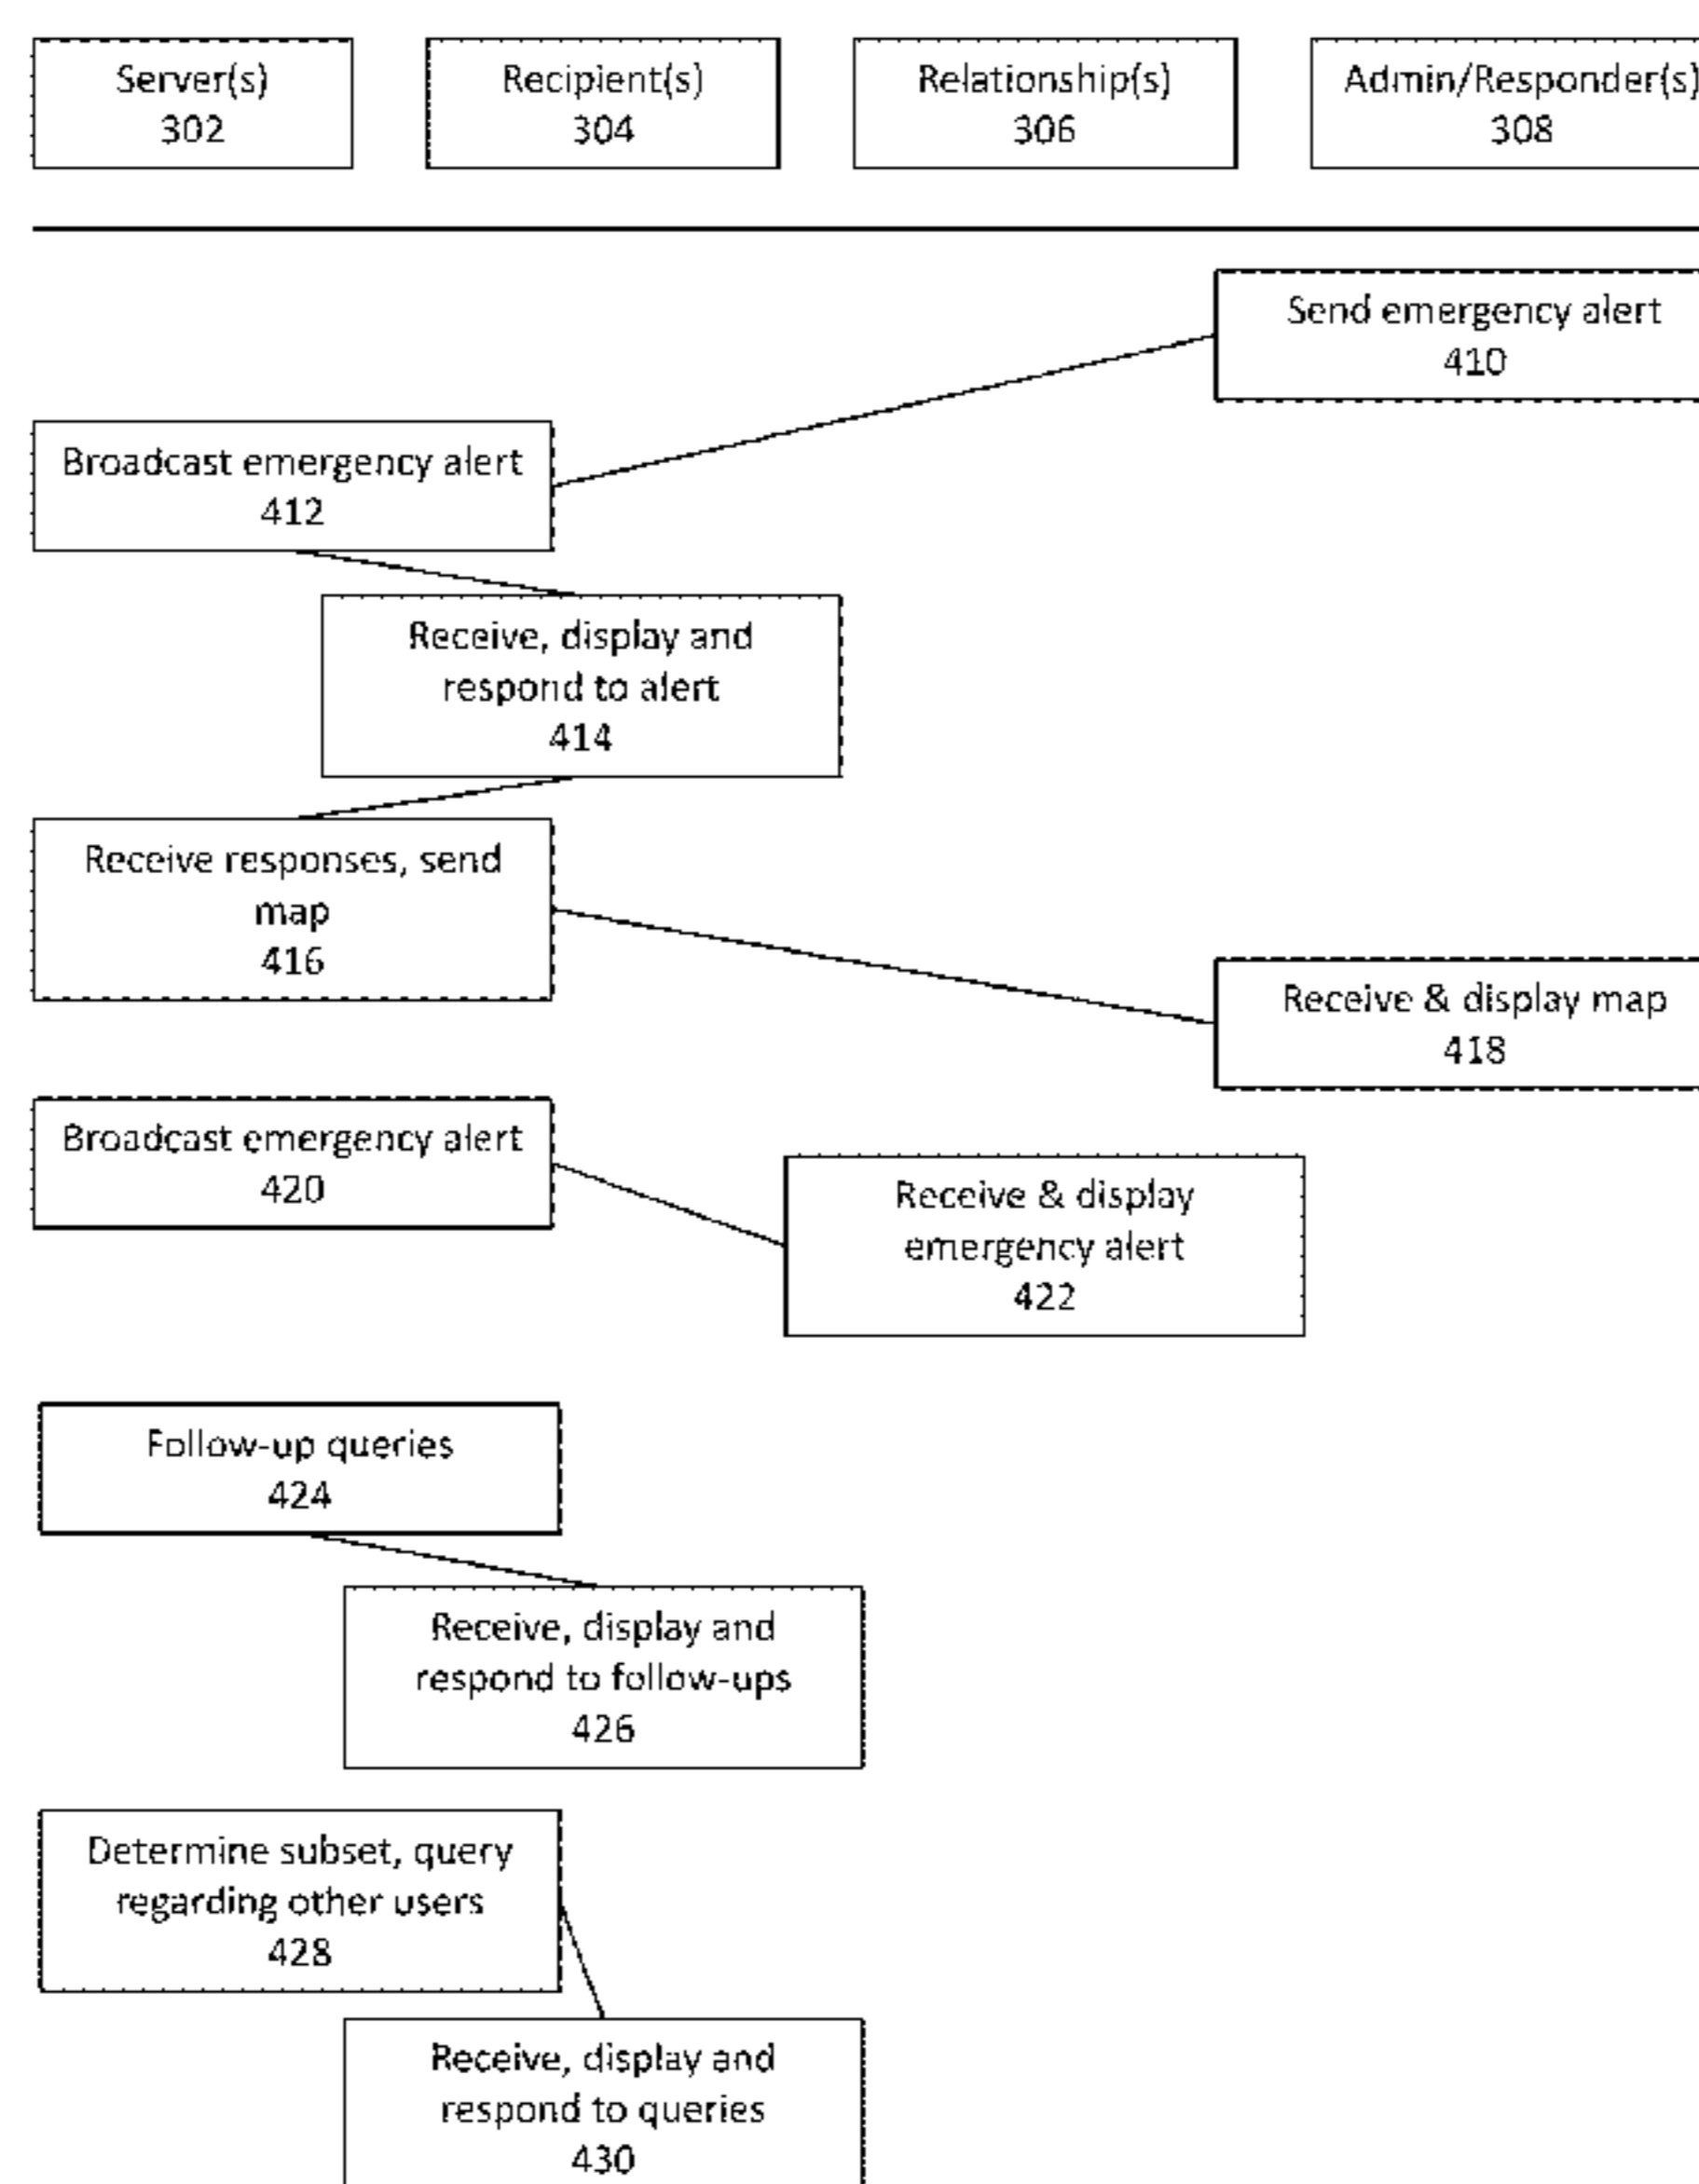 Server(s)
302
Recipient(s)
304
Relationship(s)
306
Admin/Responder(s)
308
Send emergency alert
410
Broadcast emergency alert
412
Receive, display and
respond to alert
414
Receive responses, send
map
416
Receive & display map
418
Broadcast emergency alert
420
Receive & display
emergency alert
422
Follow-up queries
424
Receive, display and
respond to follow-ups
426
Determine subset, query
regarding other users
428
Receive, display and
respond to queries
430